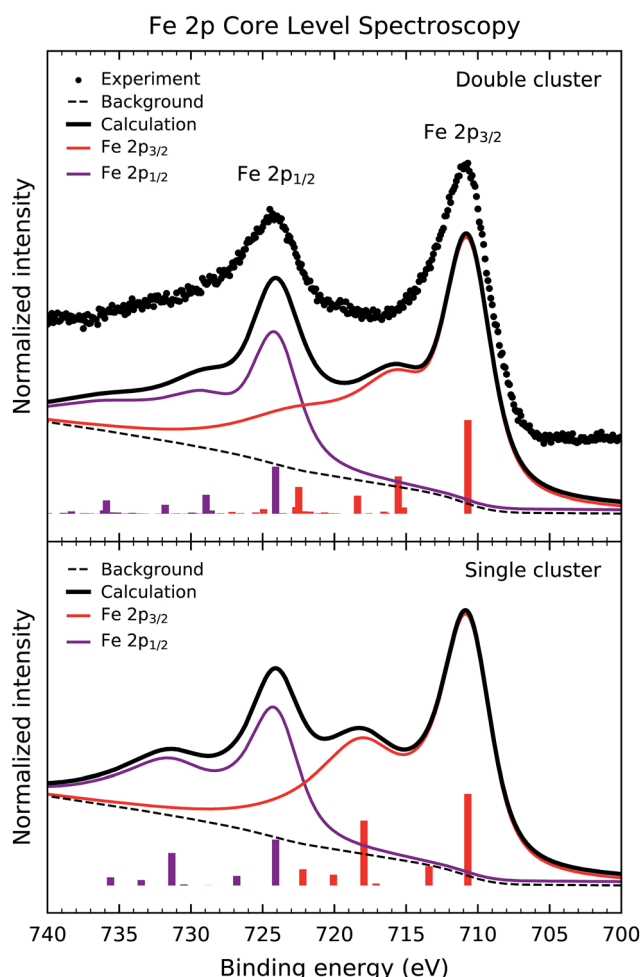 Fe 2p Core Level Spectroscopy
Experiment
Background
Calculation
Fe 2p3/2
Fe 2p1/2
Double cluster
Fe 2p3/2
Fe 2p1/2
Normalized intensity
Background
Calculation
Fe 2p3/2
Fe 2p1/2
Single cluster
Normalized intensity
740 735 730 725 720 715 710 705 700
Binding energy (eV)